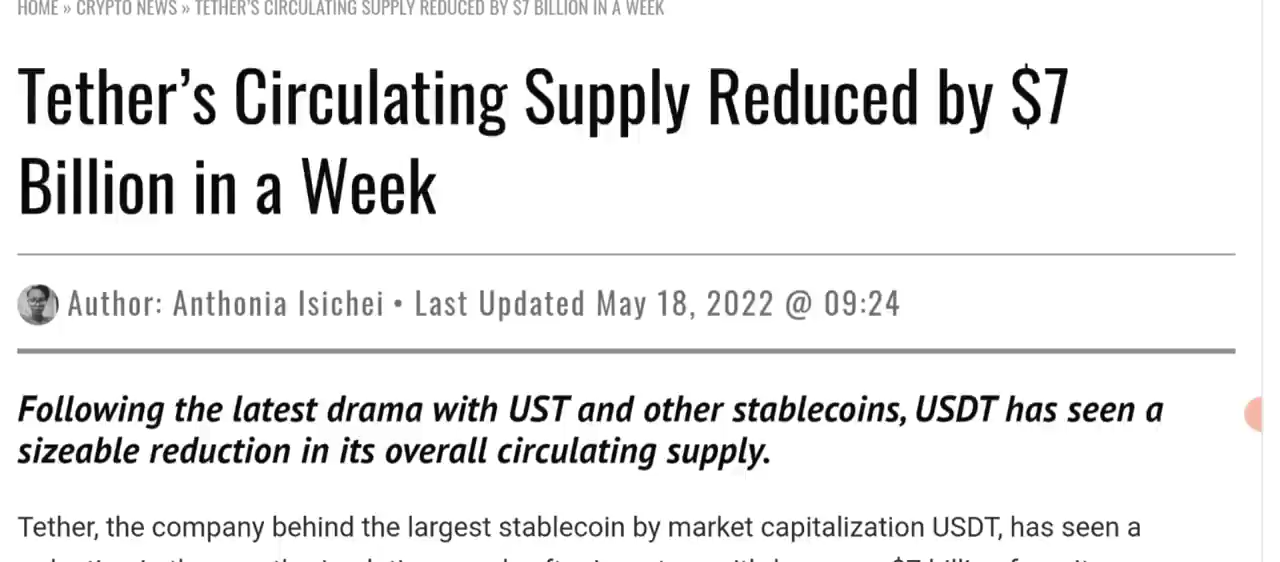 HOME » CRYPTO NEWS » TETHER'S CIRCULATING SUPPLY REDUCED BY $7 BILLION IN A WEEK
Tether’s Circulating Supply Reduced by $7
Billion in a Week
Author: Anthonia Isichei • Last Updated May 18, 2022 @ 09:24
Following the latest drama with UST and other stablecoins, USDT has seen a
sizeable reduction in its overall circulating supply.
Tether, the company behind the largest stablecoin by market capitalization USDT, has seen a